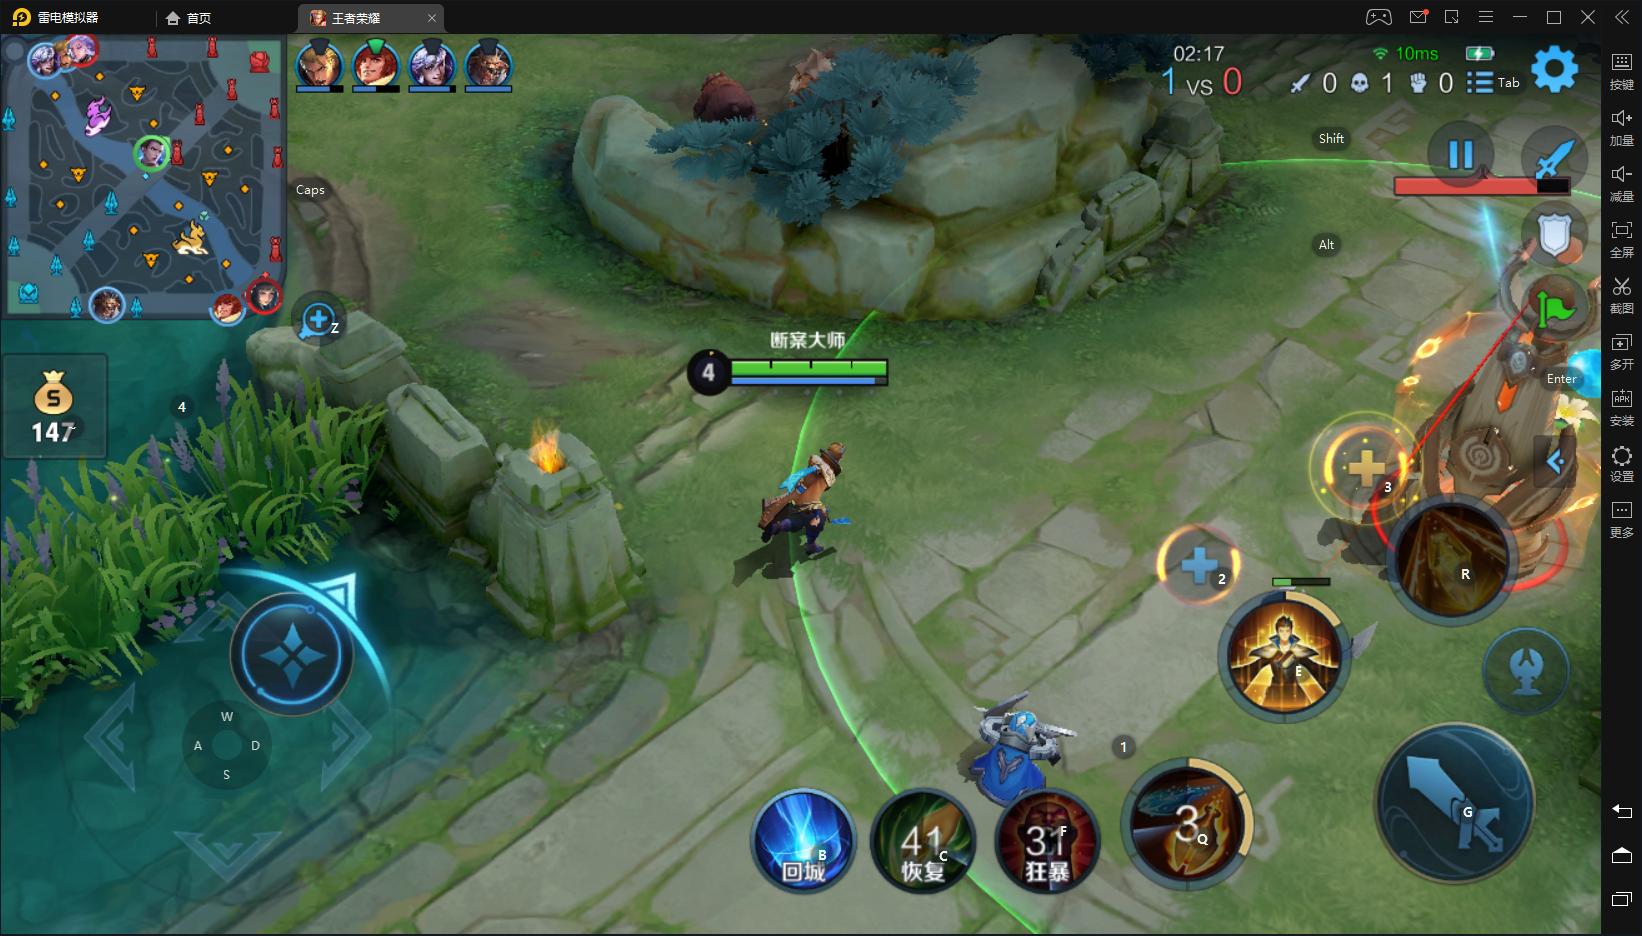 雷电模拟器
首页
王者荣耀
02:17
10ms
1 vs 0
0
1
0
Tab
按键
Shift
加量
Caps
减量
Alt
全屏
截图
Z
断案大师
4
多开
Enter
4
147
安装
设置
3
更多
2
R
E
W
A
D
S
1
3
Q
G
B
回城
41
C
恢复
31
F
狂暴